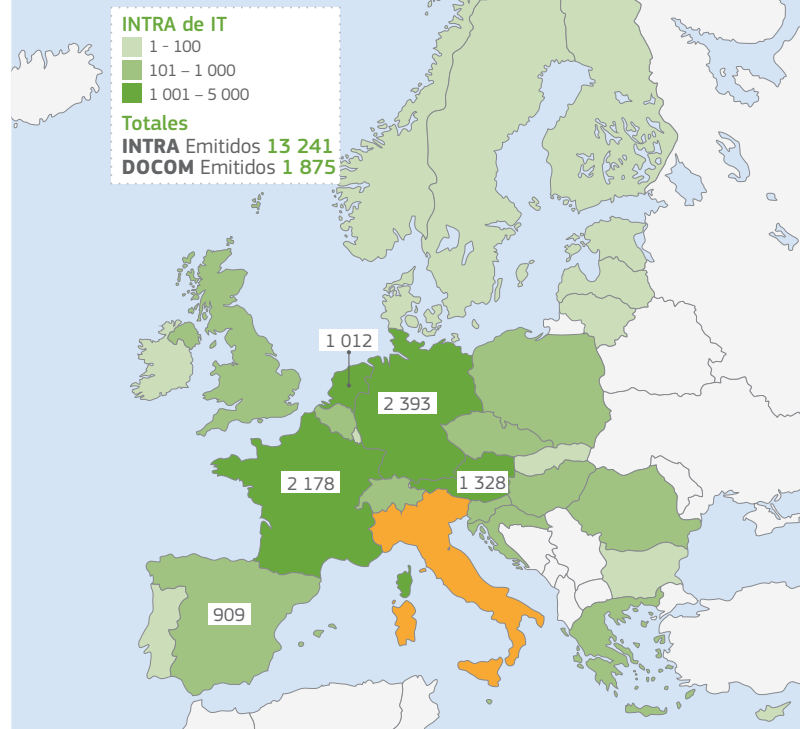 INTRA de IT
1 - 100
101 – 1 000
1 001 – 5 000
Totales
INTRA Emitidos 13 241
DOCOM Emitidos 1 875
1 012
2 393
2 178
1 328
909